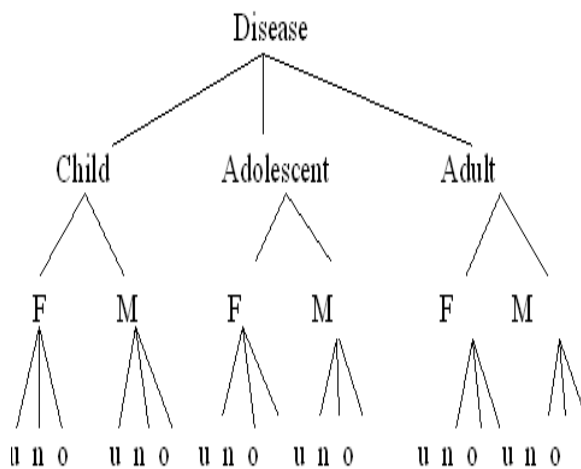 Disease
Child Adolescent Adult
F M F M F M
u n o u n o u n o u n o u n o u n o